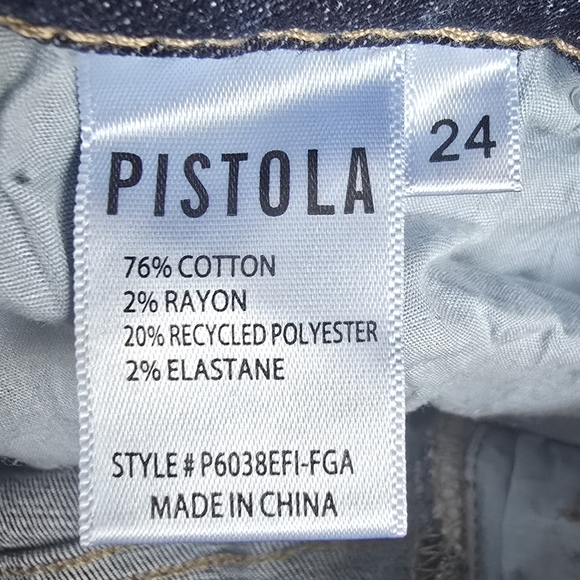 PISTOLA
24
76% COTTON
2% RAYON
20% RECYCLED POLYESTER
2% ELASTANE
STYLE # P6038EFI-FGA
MADE IN CHINA